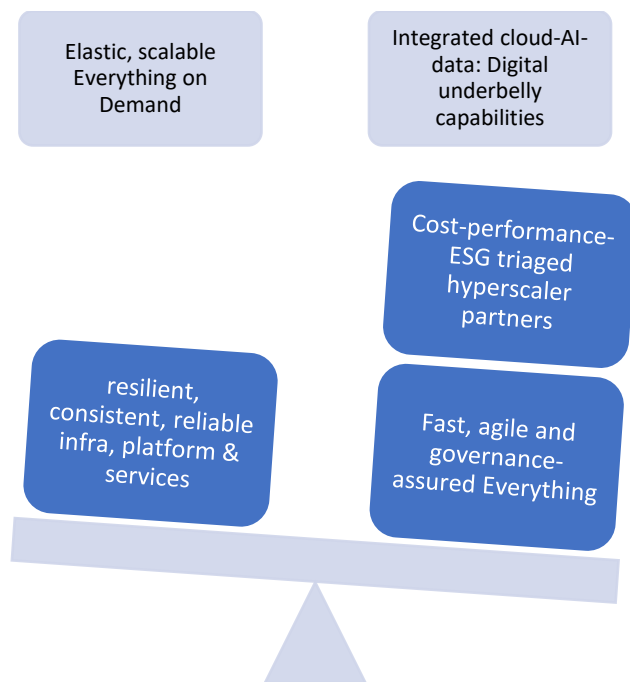 Elastic, scalable
Everything on
Demand
Integrated cloud-AI-
data: Digital
underbelly
capabilities
Cost-performance-
ESG triaged
hyperscaler
partners
resilient,
consistent, reliable
infra, platform &
services
Fast, agile and
governance-
assured Everything